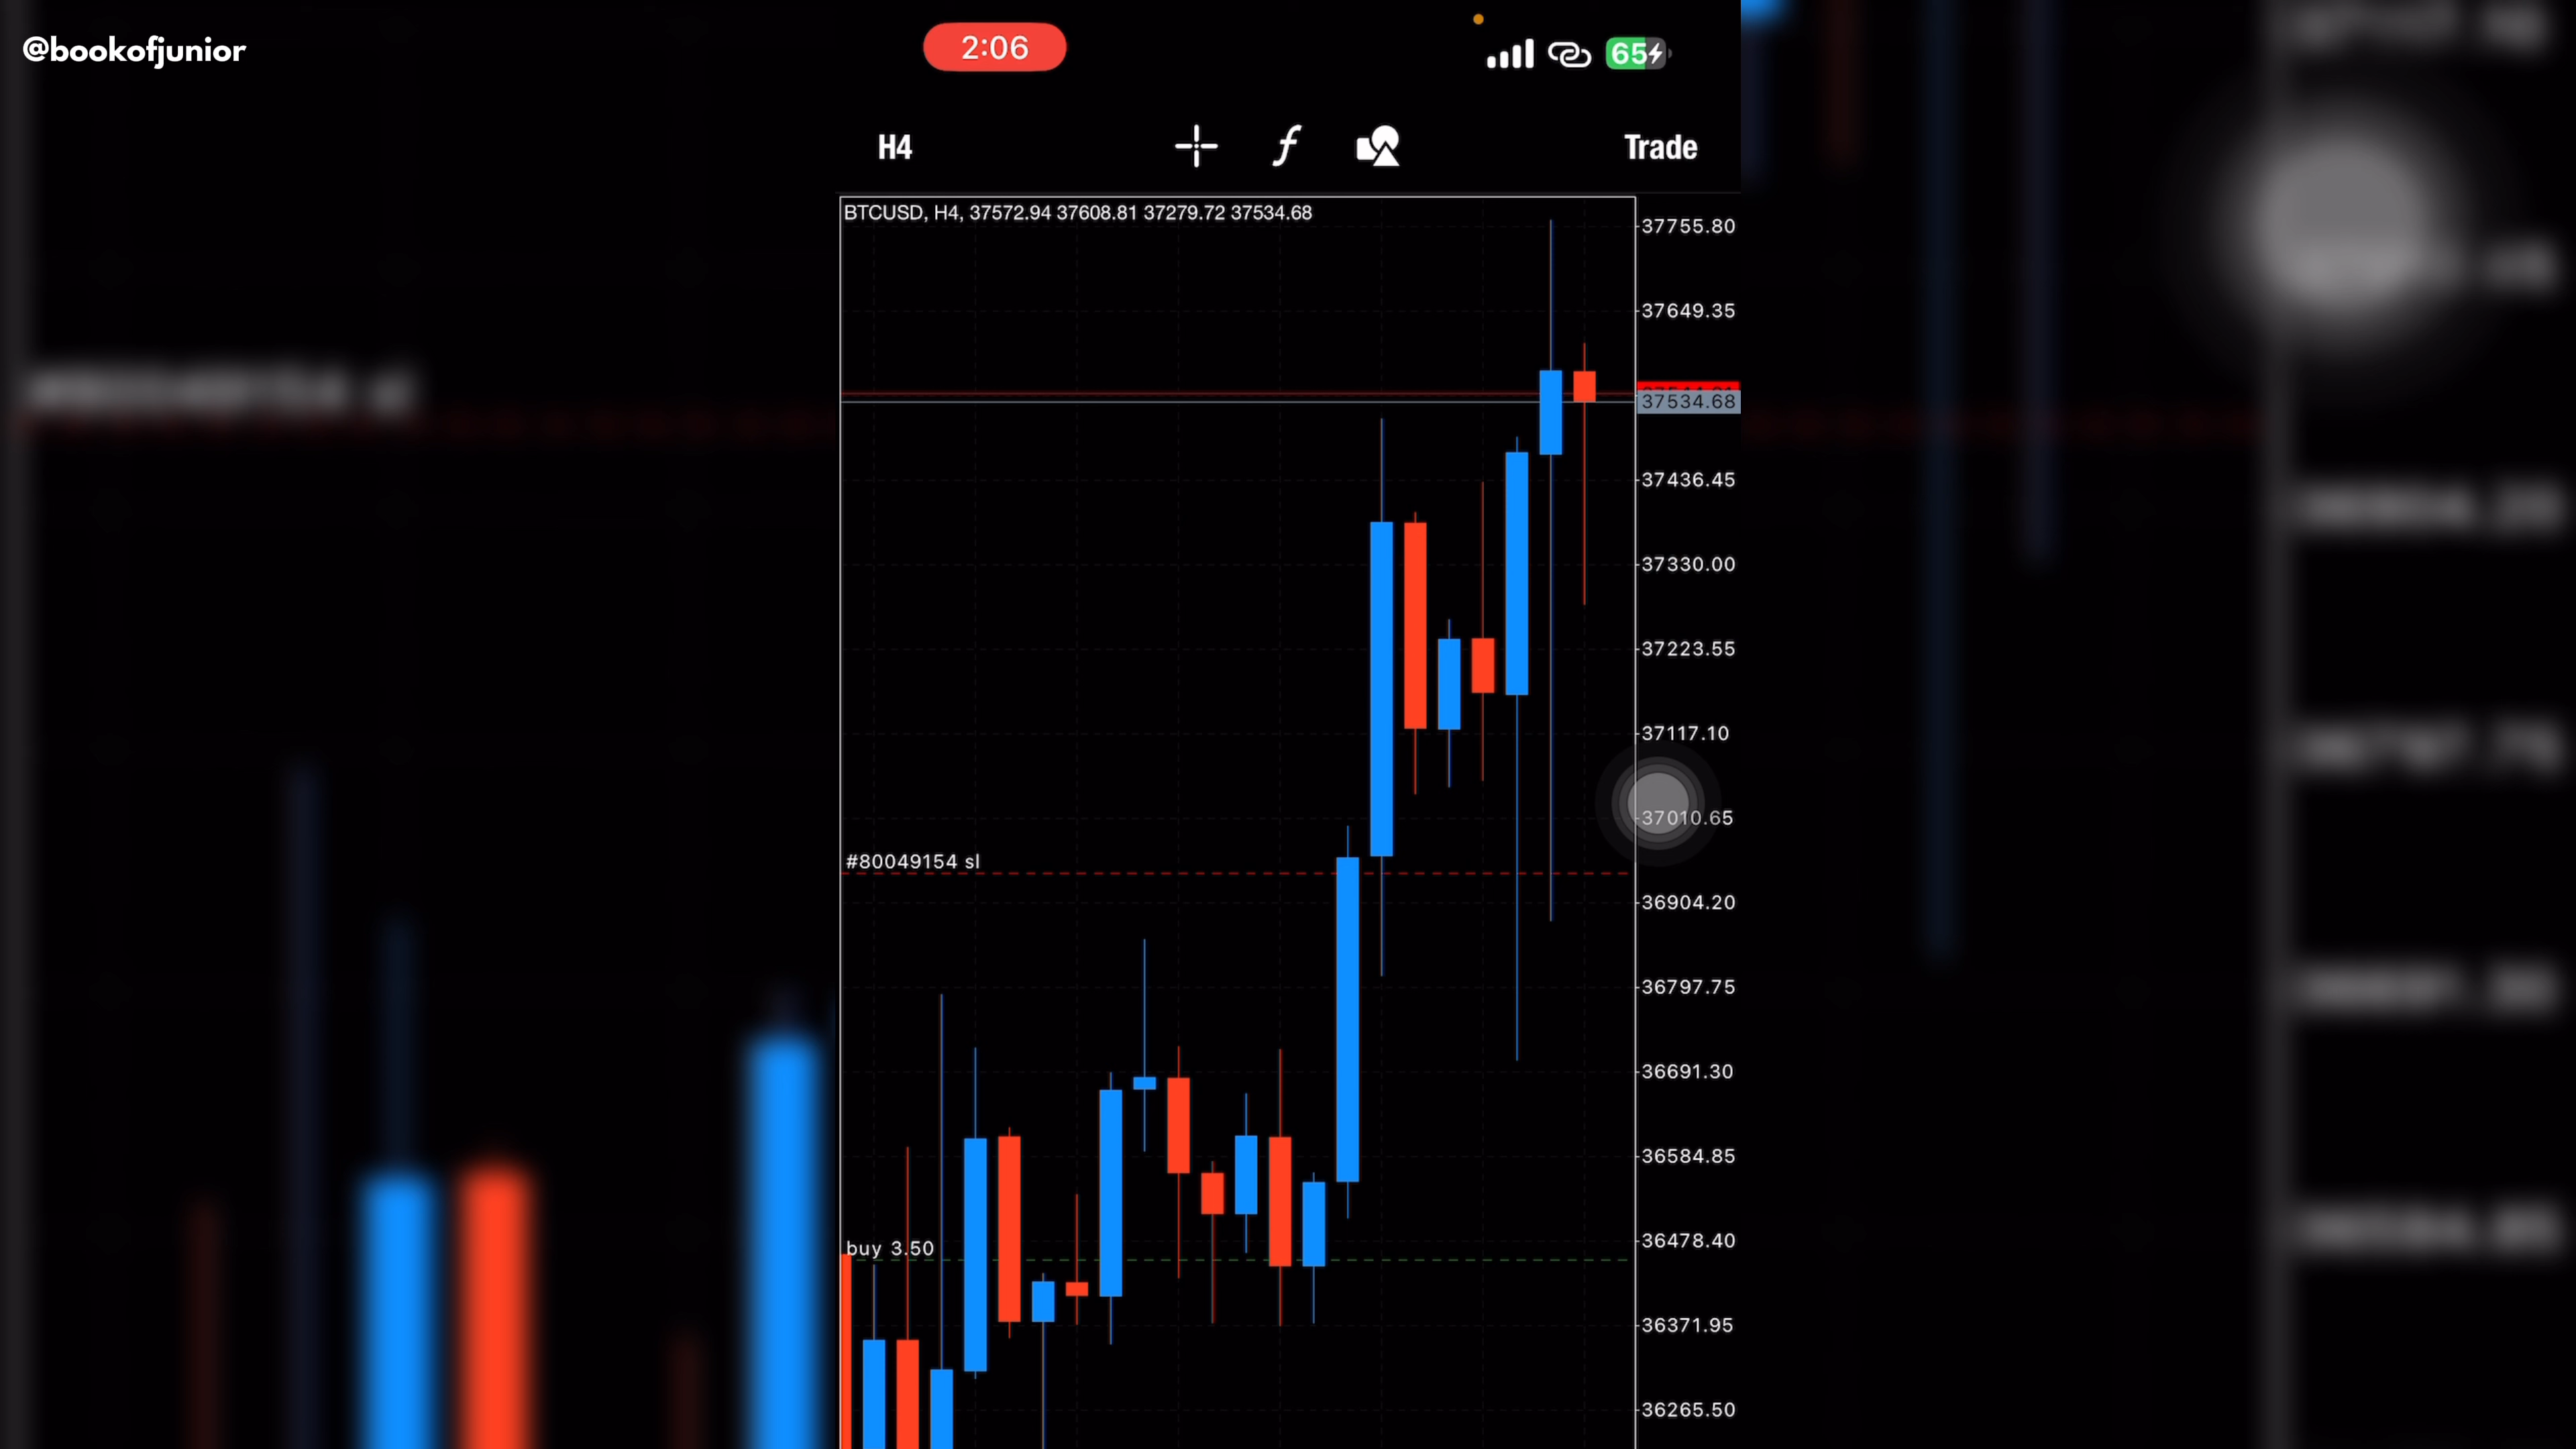 @bookofjunior
2:06
65
H4
f
Trade
BTCUSD, H4, 37572.94 37608.81 37279.72 37534.68
37755.80
37649.35
37534.68
37436.45
37330.00
37223.55
37117.10
37010.65
#80049154 sl
36904.20
36797.75
36691.30
36584.85
buy 3.50
36478.40
36371.95
36265.50